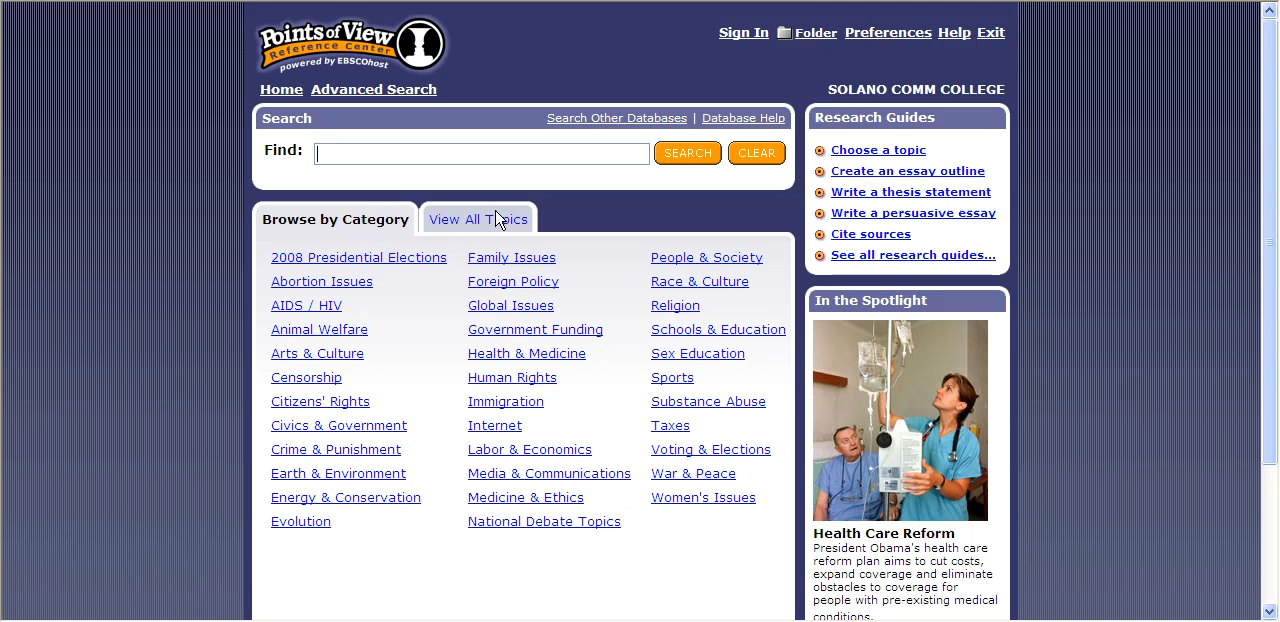 Points of View
Reference Center
powered by EBSCOhost
Sign In Folder Preferences Help Exit
Home Advanced Search
SOLANO COMM COLLEGE
Search
Search Other Databases | Database Help
Find:
SEARCH
CLEAR
Browse by Category
View All Topics
2008 Presidential Elections
Abortion Issues
AIDS / HIV
Animal Welfare
Arts & Culture
Censorship
Citizens' Rights
Civics & Government
Crime & Punishment
Earth & Environment
Energy & Conservation
Evolution
Family Issues
Foreign Policy
Global Issues
Government Funding
Health & Medicine
Human Rights
Immigration
Internet
Labor & Economics
Media & Communications
Medicine & Ethics
National Debate Topics
People & Society
Race & Culture
Religion
Schools & Education
Sex Education
Sports
Substance Abuse
Taxes
Voting & Elections
War & Peace
Women's Issues
Research Guides
Choose a topic
Create an essay outline
Write a thesis statement
Write a persuasive essay
Cite sources
See all research guides...
In the Spotlight
Health Care Reform
President Obama's health care
reform plan aims to cut costs,
expand coverage and eliminate
obstacles to coverage for
people with pre-existing medical
conditions.